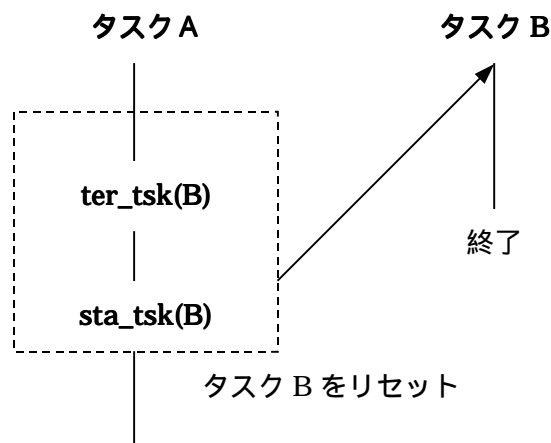 タスク A
タスク B
ter_tsk(B)
終了
sta_tsk(B)
タスク B をリセット